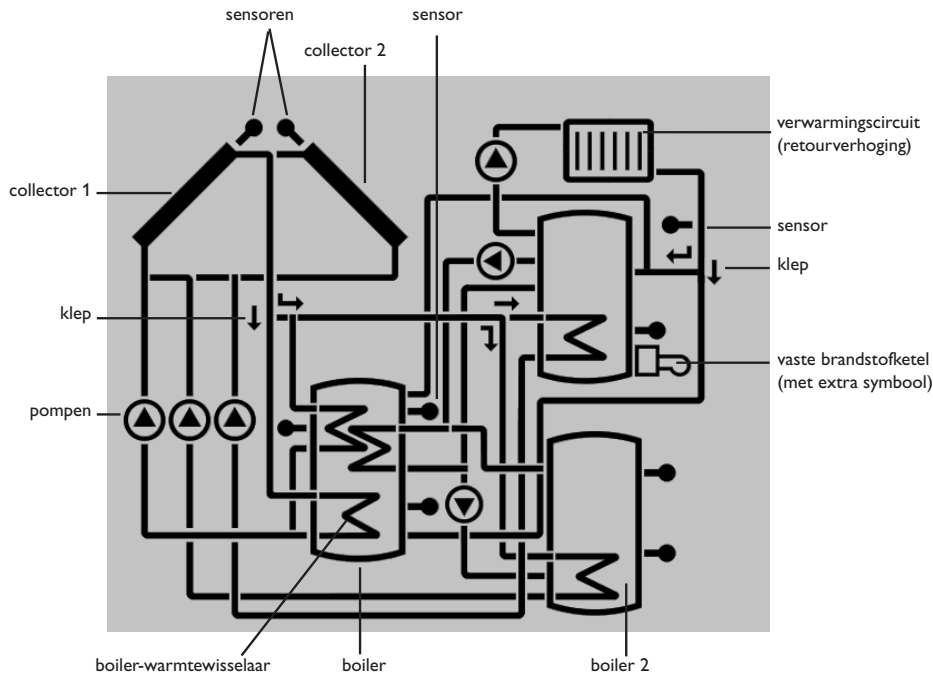 sensoren
sensor
collector 2
verwarmingscircuit
(retourverhoging)
collector 1
sensor
klep
klep
vaste brandstofketel
(met extra symbool)
pompen
boiler-warmtewisselaar
boiler
boiler 2